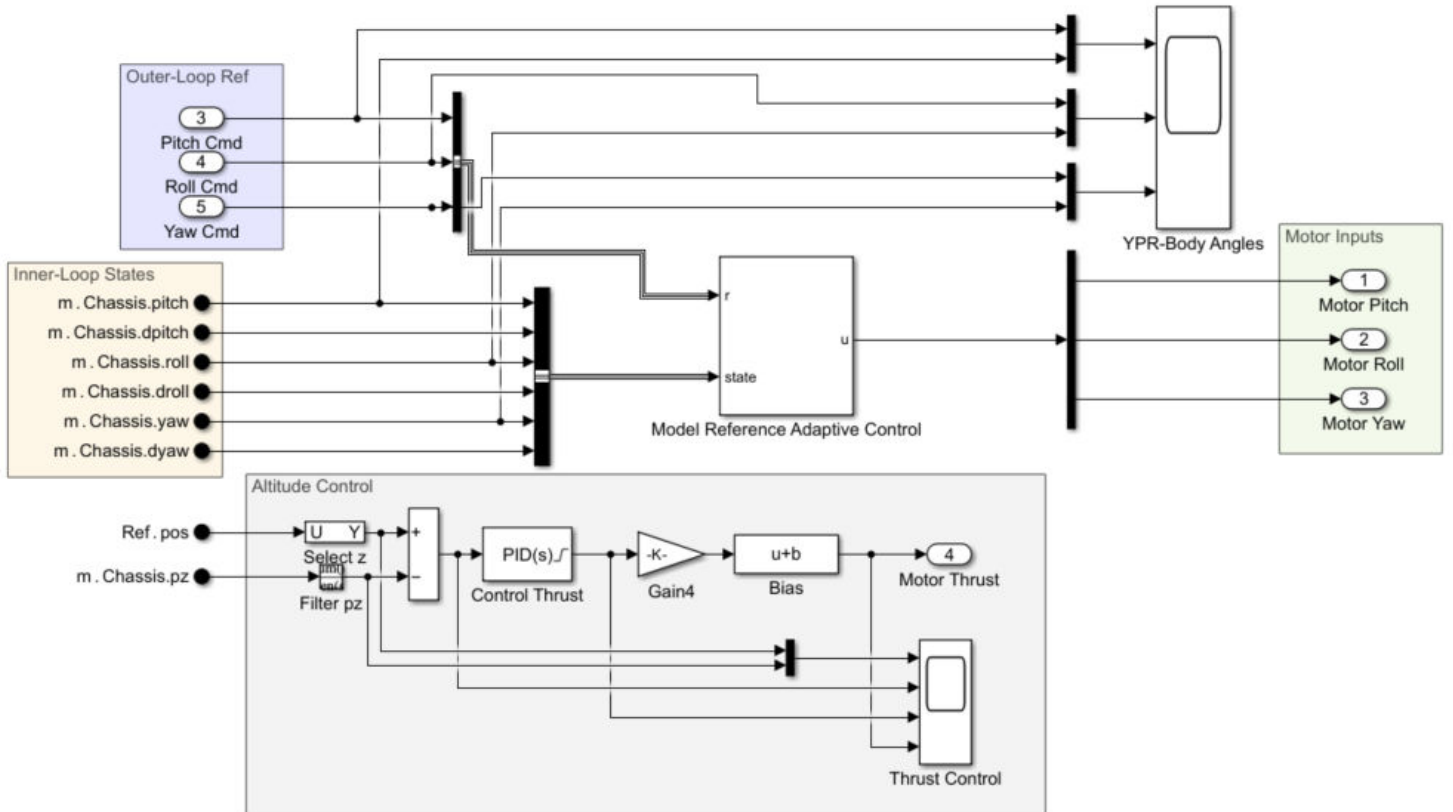 Outer-Loop Ref
3
Pitch Cmd
4
Roll Cmd
5
Yaw Cmd
YPR-Body Angles
Inner-Loop States
m.Chassis.pitch
m.Chassis.dpitch
m.Chassis.roll
m.Chassis.droll
m.Chassis.yaw
m.Chassis.dyaw
r
state
u
Model Reference Adaptive Control
Motor Inputs
1
Motor Pitch
2
Motor Roll
3
Motor Yaw
Altitude Control
Ref.pos
m.Chassis.pz
U Y
Select z
Filter pz
+
−
PID(s)
Control Thrust
-K-
Gain4
u+b
Bias
4
Motor Thrust
Thrust Control